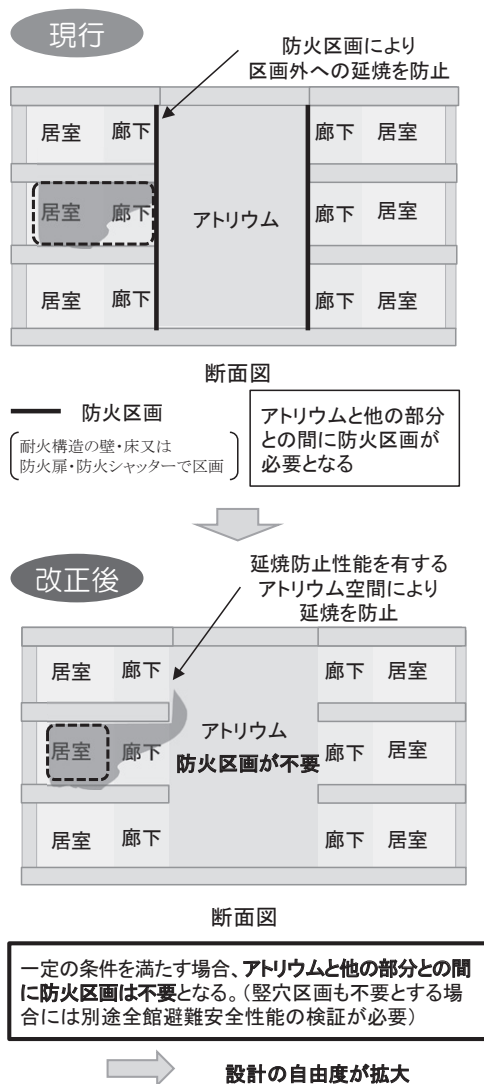 現行
防火区画により
区画外への延焼を防止
居室 廊下 廊下 居室
居室 廊下 アトリウム 廊下 居室
居室 廊下 廊下 居室
断面図
防火区画
耐火構造の壁・床又は
防火扉・防火シャッターで区画
アトリウムと他の部分
との間に防火区画が
必要となる
改正後
延焼防止性能を有する
アトリウム空間により
延焼を防止
居室 廊下 廊下 居室
アトリウム
居室 廊下 防火区画が不要 廊下 居室
居室 廊下 廊下 居室
断面図
一定の条件を満たす場合、アトリウムと他の部分との間
に防火区画は不要となる。（竪穴区画も不要とする場
合には別途全館避難安全性能の検証が必要）
設計の自由度が拡大